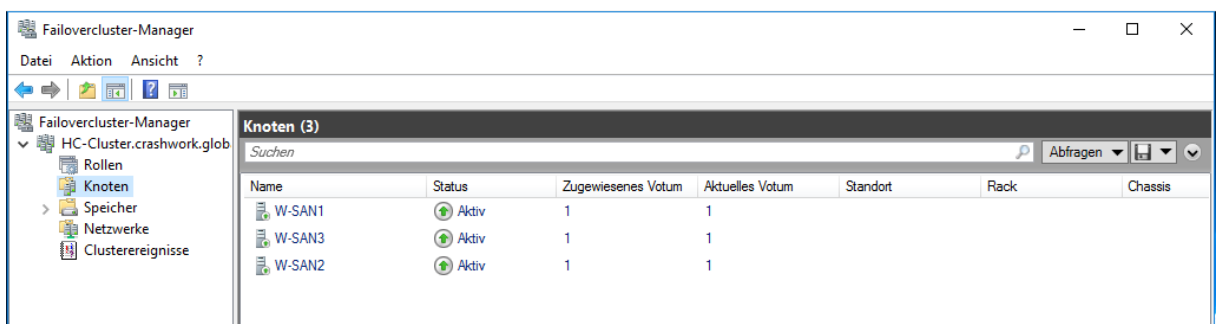 Failovercluster-Manager
Datei Aktion Ansicht ?
Failovercluster-Manager
HC-Cluster.crashwork.glob
Rollen
Knoten
Speicher
Netzwerke
Clusterereignisse
Knoten (3)
Suchen Abfragen
Name Status Zugewiesenes Votum Aktuelles Votum Standort Rack Chassis
W-SAN1 Aktiv 1 1
W-SAN3 Aktiv 1 1
W-SAN2 Aktiv 1 1